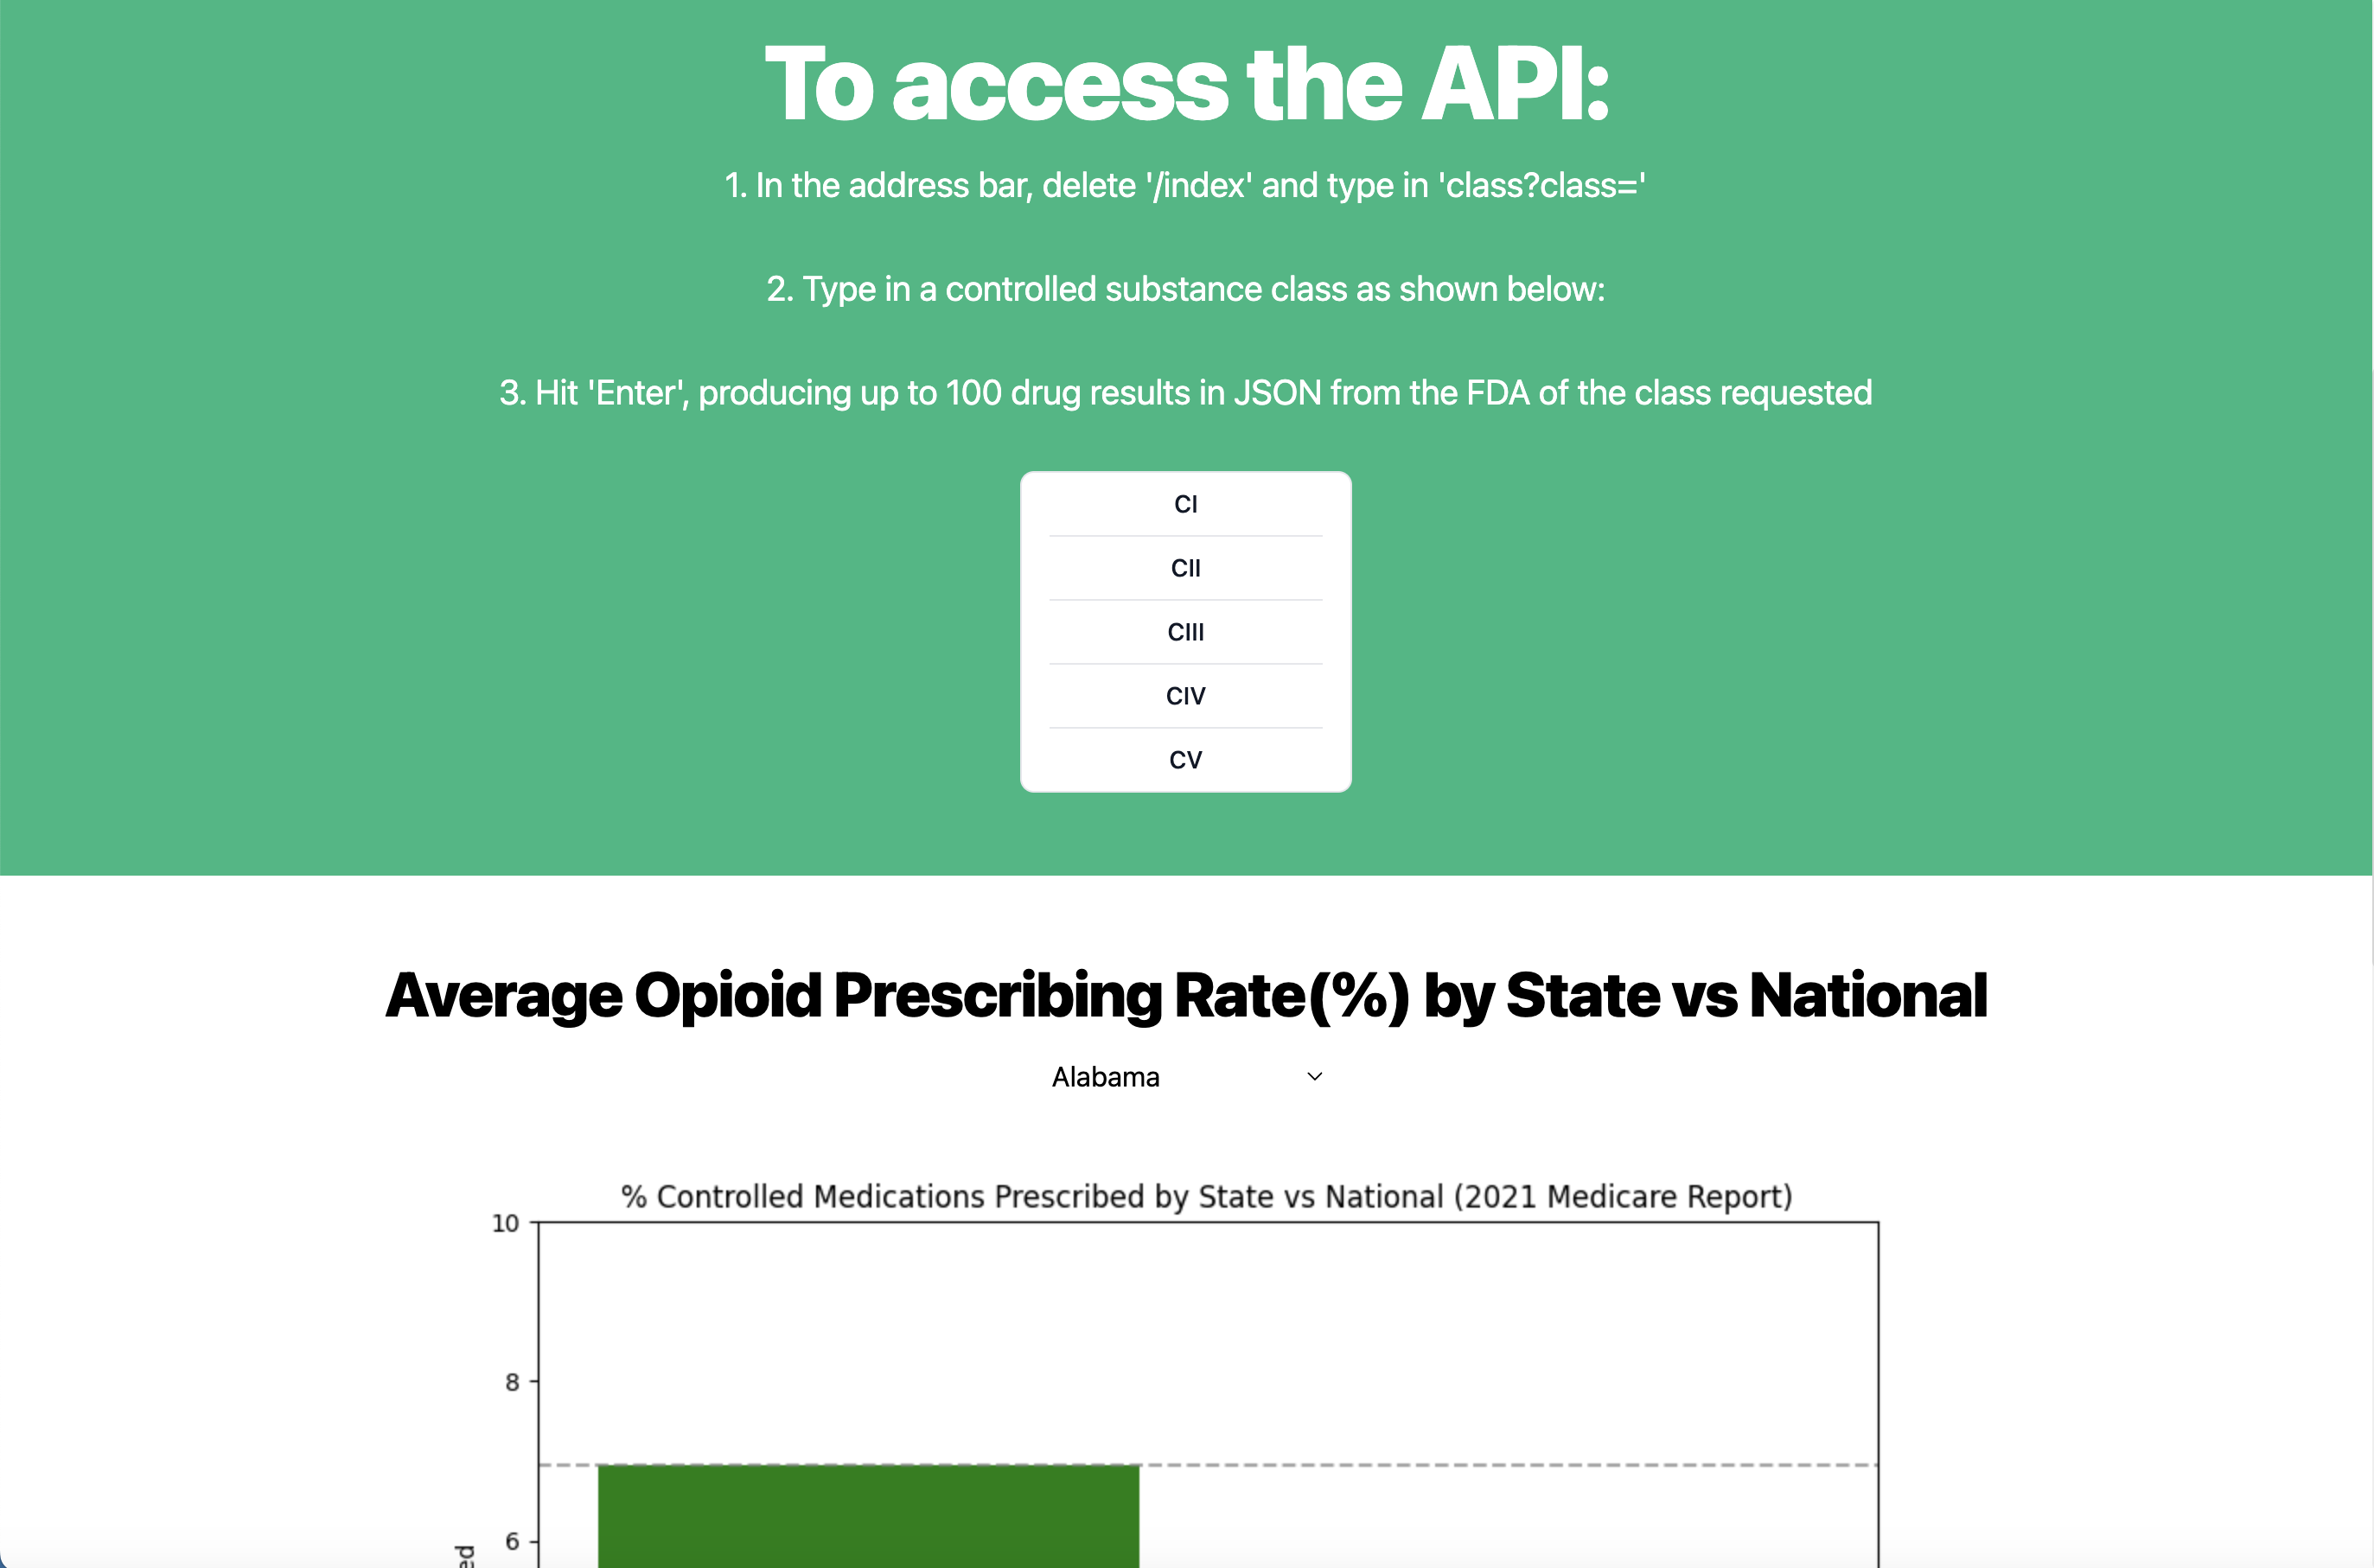 To access the API:
1. In the address bar, delete '/index' and type in 'class?class='
2. Type in a controlled substance class as shown below:
3. Hit 'Enter', producing up to 100 drug results in JSON from the FDA of the class requested
CI
CII
CIII
CIV
CV
Average Opioid Prescribing Rate(%) by State vs National
Alabama
% Controlled Medications Prescribed by State vs National (2021 Medicare Report)
10
8
6